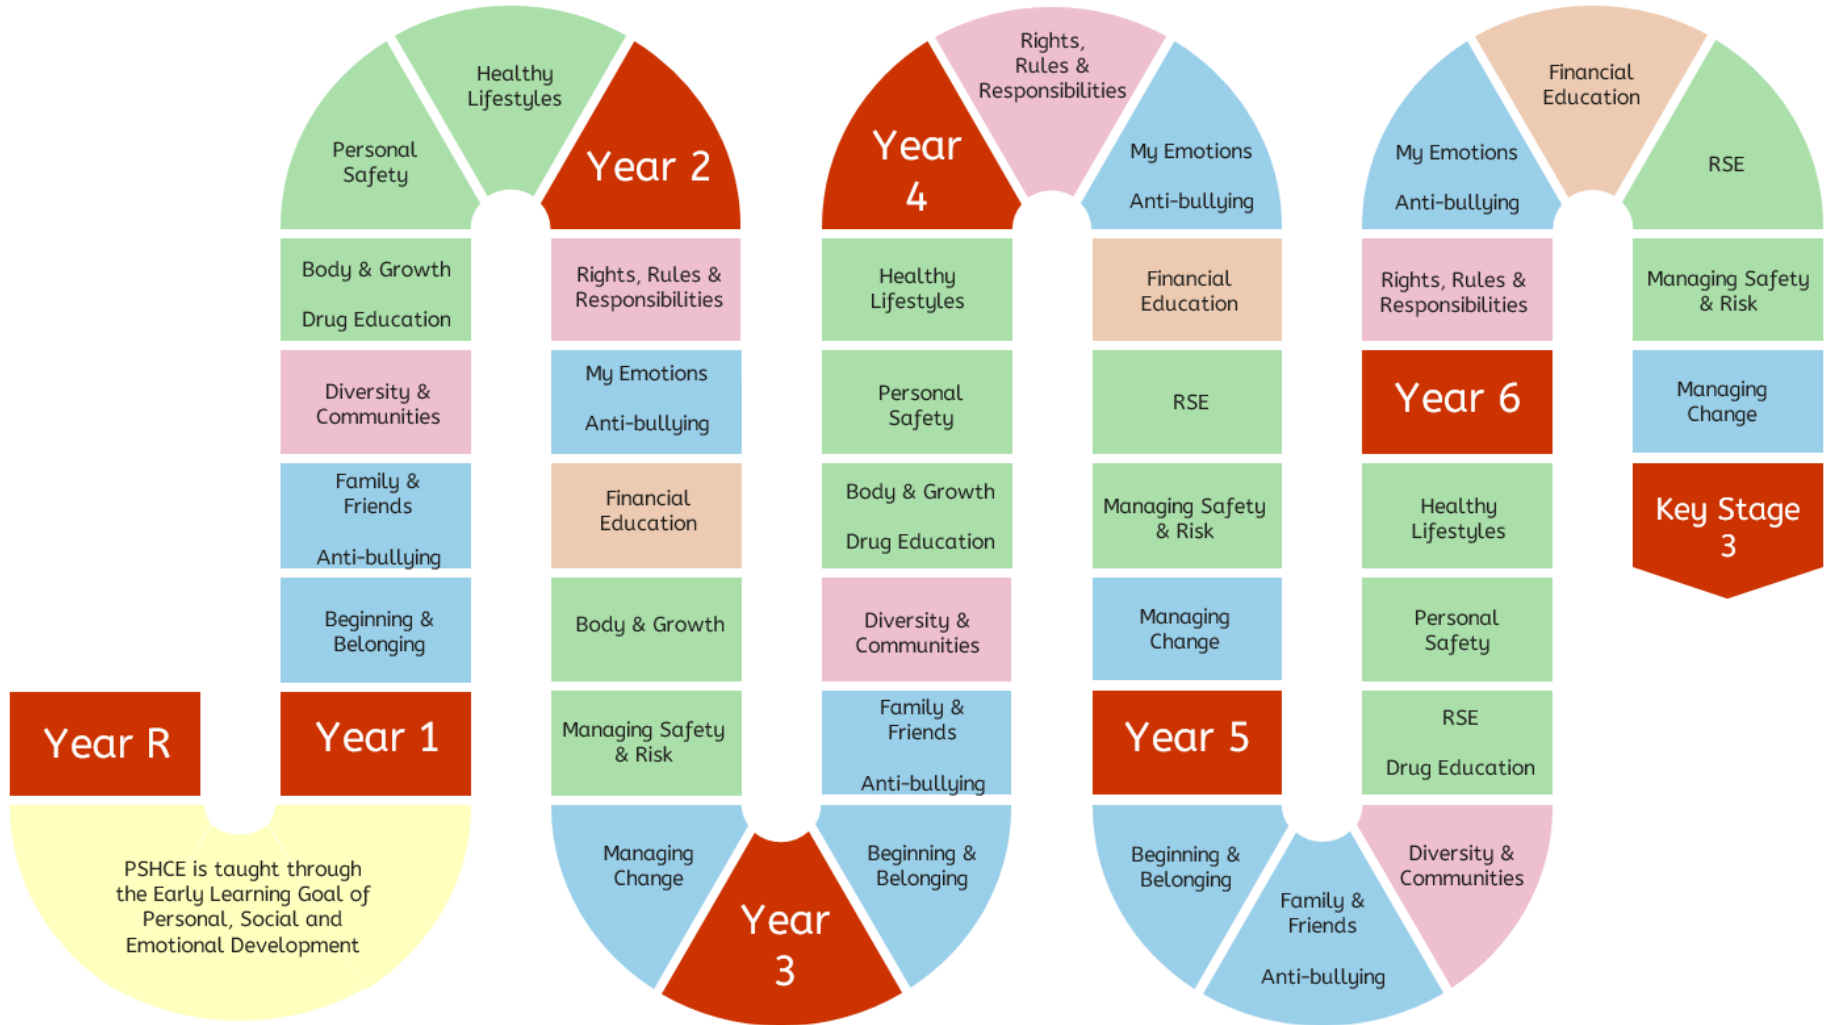 Year R
PSHCE is taught through
the Early Learning Goal of
Personal, Social and
Emotional Development
Year 1
Beginning &
Belonging
Family &
Friends
Anti-bullying
Diversity &
Communities
Body & Growth
Drug Education
Personal
Safety
Healthy
Lifestyles
Year 2
Rights, Rules &
Responsibilities
My Emotions
Anti-bullying
Financial
Education
Body & Growth
Managing Safety
& Risk
Managing
Change
Year
3
Beginning &
Belonging
Family &
Friends
Anti-bullying
Diversity &
Communities
Body & Growth
Drug Education
Personal
Safety
Healthy
Lifestyles
Year
4
Rights,
Rules &
Responsibilities
My Emotions
Anti-bullying
Financial
Education
RSE
Managing Safety
& Risk
Managing
Change
Year 5
Beginning &
Belonging
Family &
Friends
Anti-bullying
Diversity &
Communities
RSE
Drug Education
Personal
Safety
Healthy
Lifestyles
Year 6
Rights, Rules &
Responsibilities
My Emotions
Anti-bullying
Financial
Education
RSE
Managing Safety
& Risk
Managing
Change
Key Stage
3